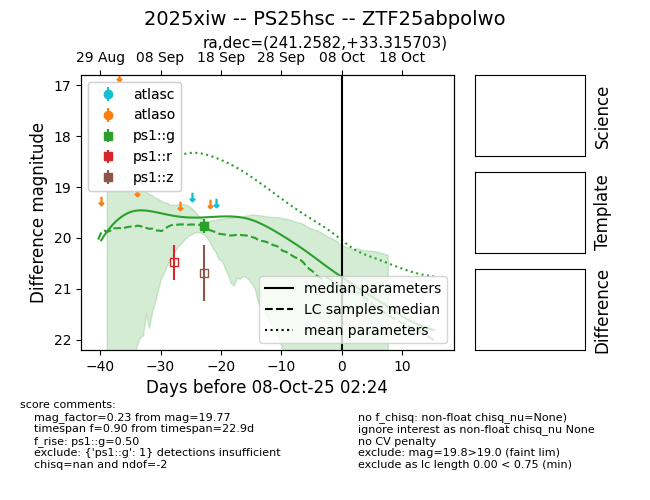 2025xiw -- PS25hsc -- ZTF25abpolwo
ra,dec=(241.2582,+33.315703)
29 Aug 08 Sep 18 Sep 28 Sep 08 Oct 18 Oct
17
18
19
20
21
22
Difference magnitude
atlasc
atlaso
ps1::g
ps1::r
ps1::z
median parameters
LC samples median
mean parameters
−40 −30 −20 −10 0 10
Days before 08-Oct-25 02:24
Science
Template
Difference
score comments:
mag_factor=0.23 from mag=19.77
timespan f=0.90 from timespan=22.9d
f_rise: ps1::g=0.50
exclude: {'ps1::g': 1} detections insufficient
chisq=nan and ndof=-2
no f_chisq: non-float chisq_nu=None)
ignore interest as non-float chisq_nu None
no CV penalty
exclude: mag=19.8>19.0 (faint lim)
exclude as lc length 0.00 < 0.75 (min)